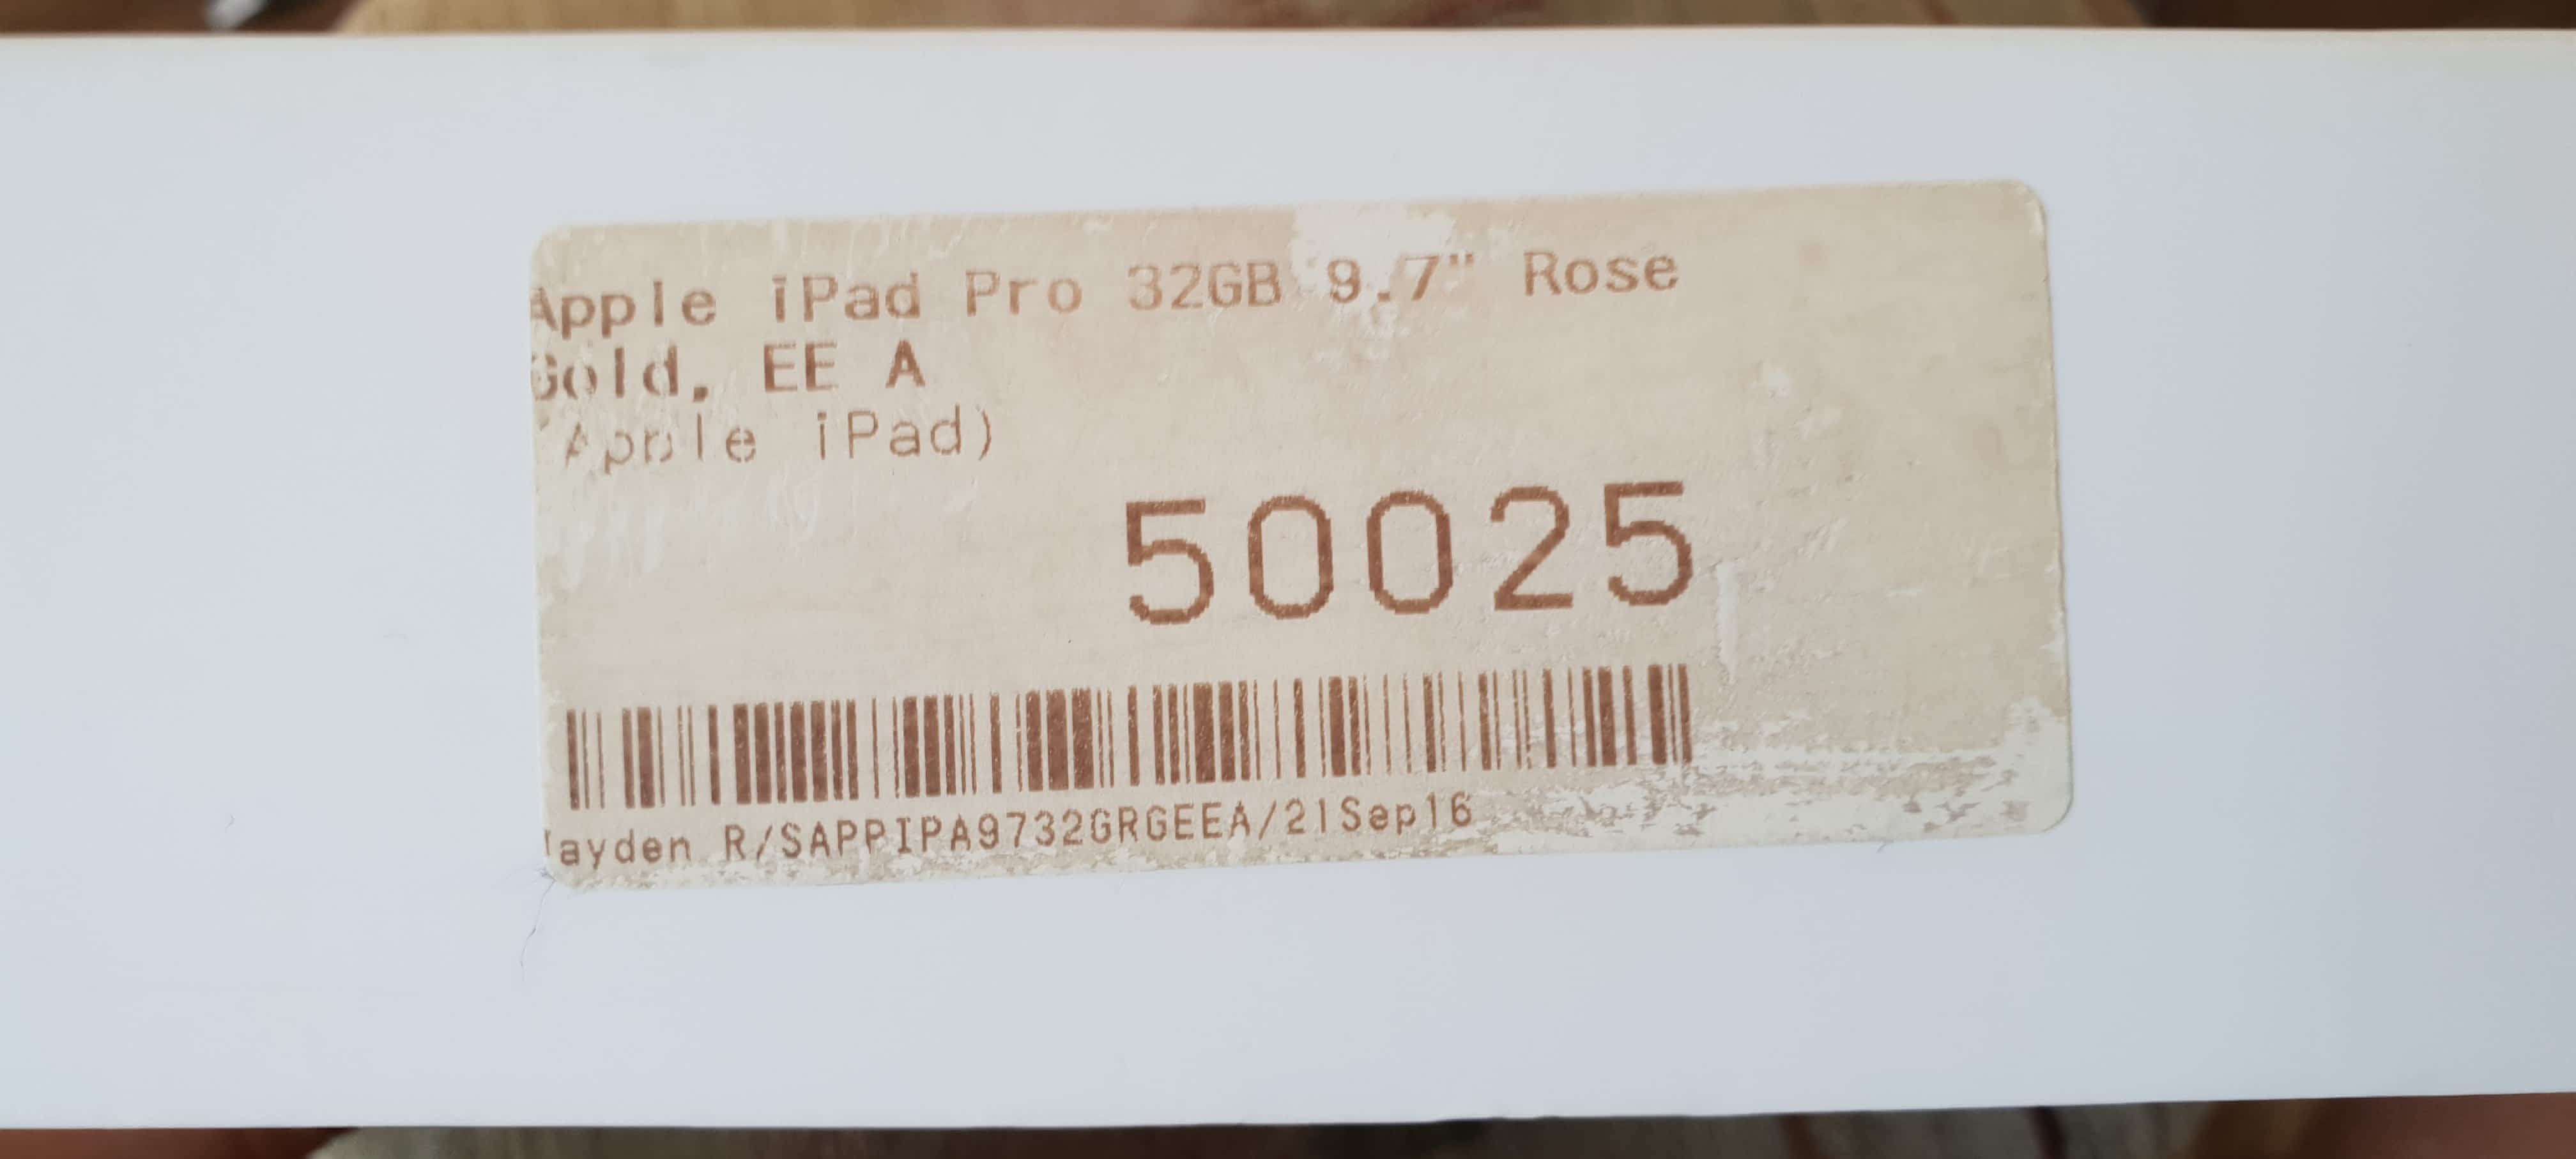 Apple iPad Pro 32GB 9.7" Rose
Gold, EE A
(Apple iPad)
50025
ayden R/SAPPIPA9732GRGEEA/21Sep16